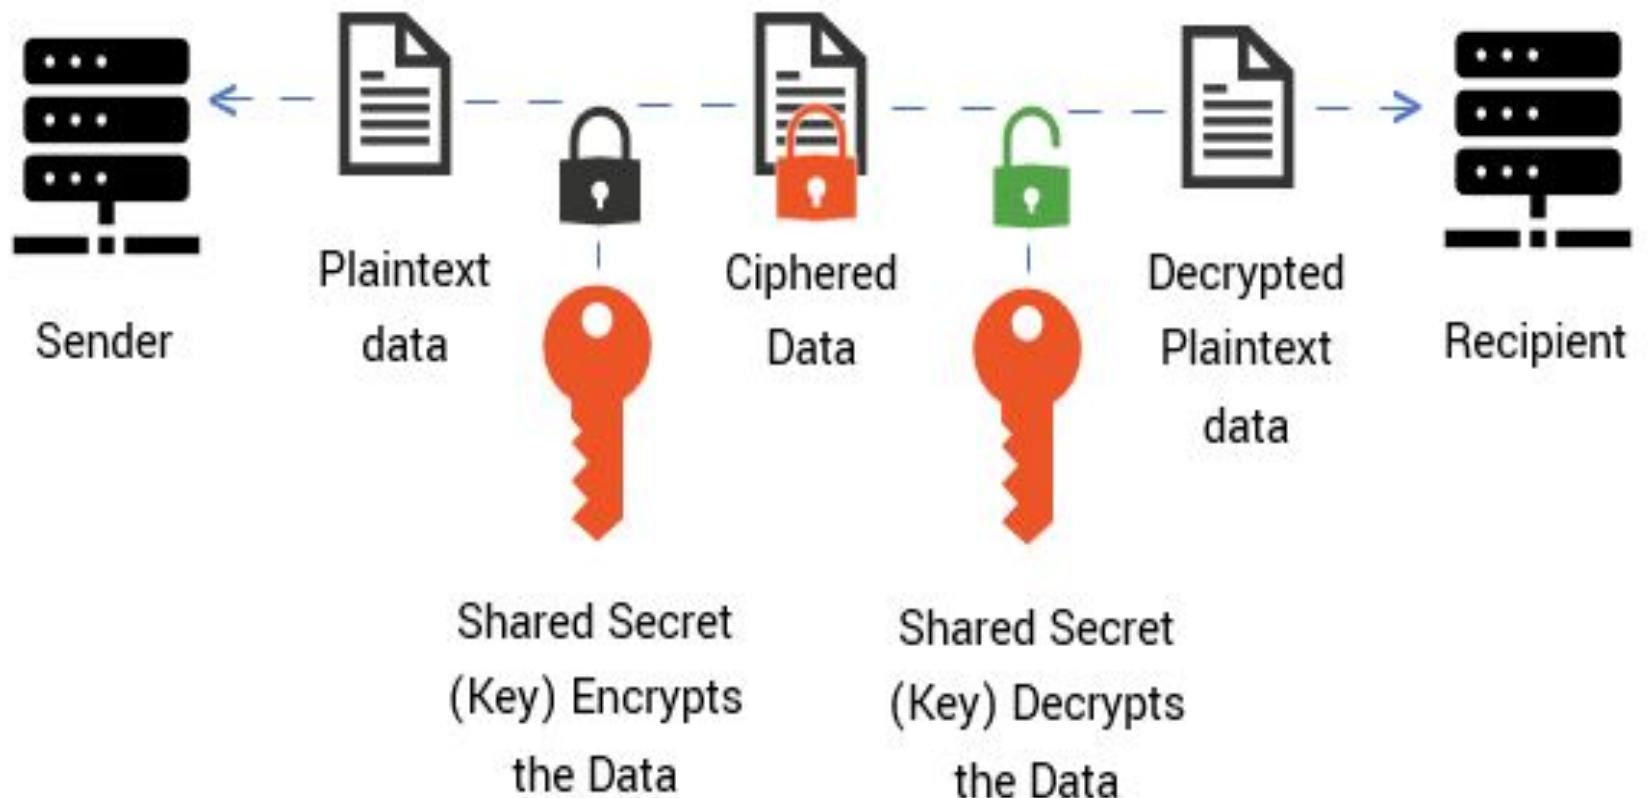 Sender
Plaintext
data
Ciphered
Data
Decrypted
Plaintext
data
Recipient
Shared Secret
(Key) Encrypts
the Data
Shared Secret
(Key) Decrypts
the Data